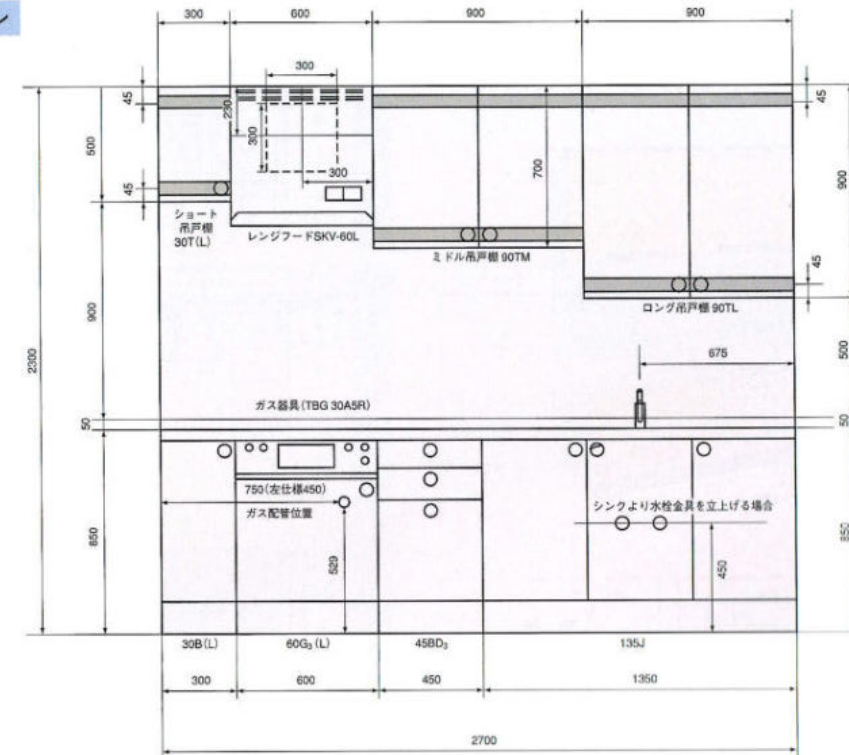 ン
300 600 900 900
300
45
230
300
45
500
700
900
45
300
ショート
吊戸棚
30T(L)
レンジフードSKV-60L
ミドル吊戸棚 90TM
45
ロング吊戸棚 90TL
900
2300
675
500
ガス器具(TBG 30A5R)
50
50
750(左仕様450)
ガス配管位置
シンクより水栓金具を立上げる場合
850
529
450
850
30B(L) 60G₃(L) 45BD₃ 135J
300 600 450 1350
2700